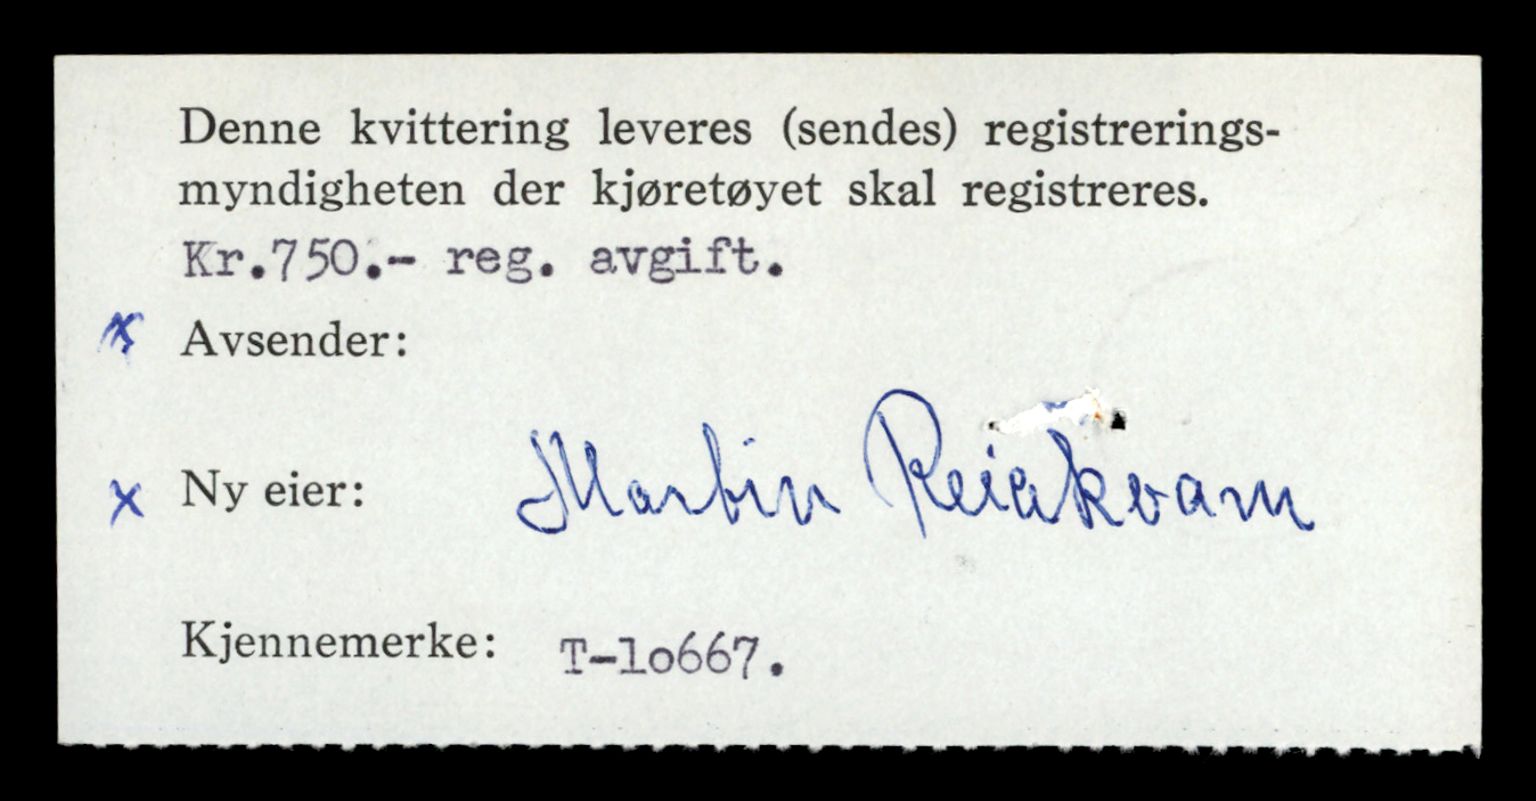 Denne kvittering leveres (sendes) registrerings-
myndigheten der kjøretøyet skal registreres.
Kr.750.- reg. avgift.
x Avsender:
x Ny eier: Martin Reiakvam
Kjennemerke: T-lo667.